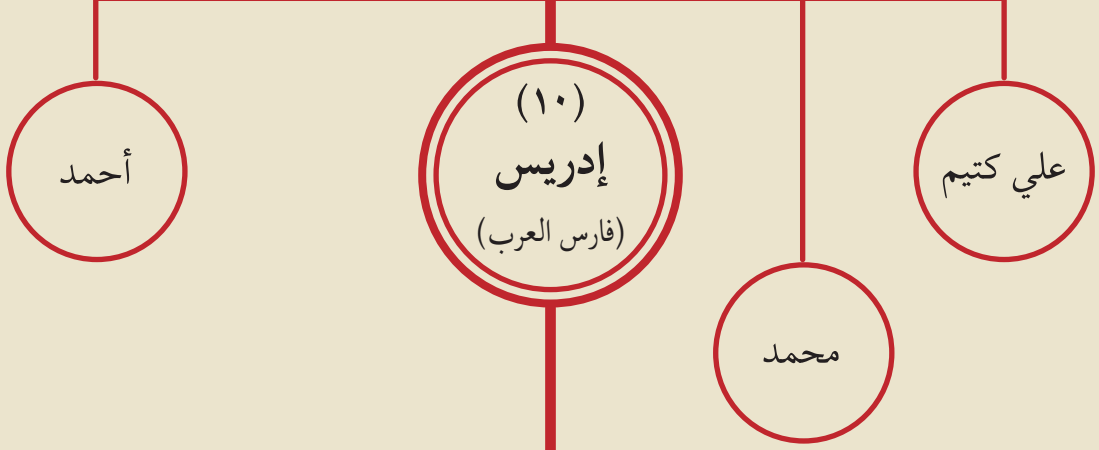 علي كتيم
محمد
(١٠)
إدريس
(فارس العرب)
أحمد